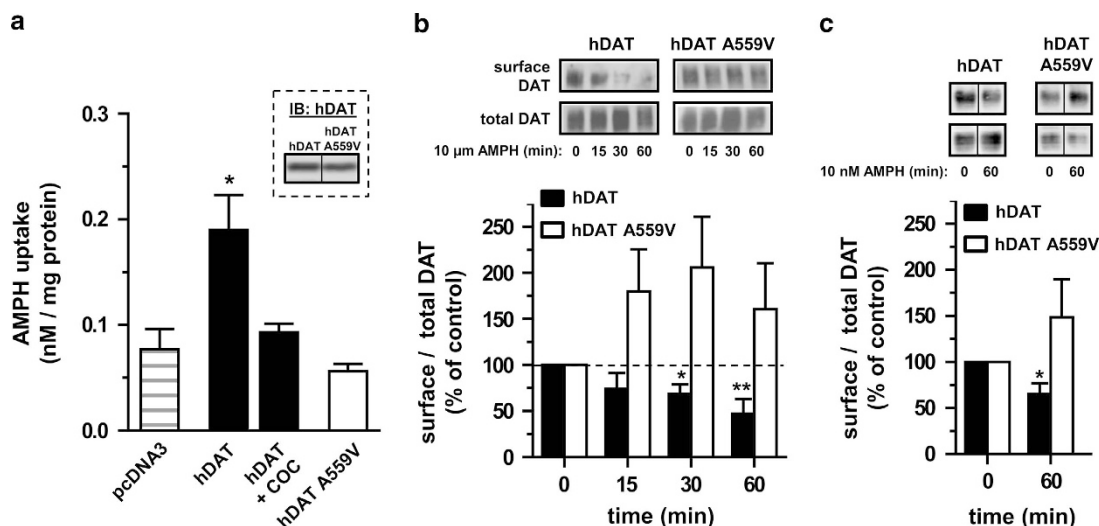 a
AMPH uptake
(nM / mg protein)
0.3
0.2
0.1
0.0
*
IB: hDAT
hDAT
hDAT A559V
pcDNA3
hDAT
hDAT
+ COC
hDAT A559V
b
hDAT
hDAT A559V
surface
DAT
total DAT
10 µm AMPH (min): 0 15 30 60 0 15 30 60
surface / total DAT
(% of control)
250
200
150
100
50
0
hDAT
hDAT A559V
*
**
0 15 30 60
time (min)
c
hDAT
hDAT
A559V
10 nM AMPH (min): 0 60 0 60
surface / total DAT
(% of control)
250
200
150
100
50
0
hDAT
hDAT A559V
*
0 60
time (min)